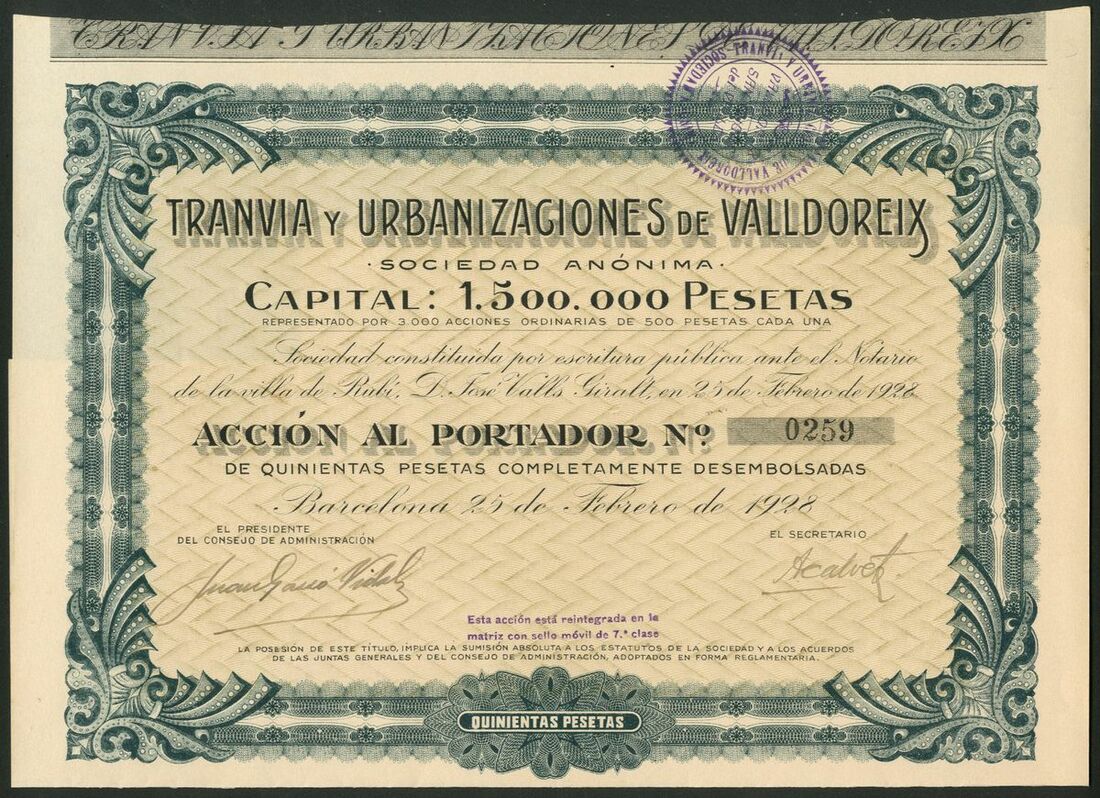 TRANVIA Y URBANIZACIONES DE VALLDOREIX
TRANVIA Y URBANIZACIONES DE VALLDOREIX
· SOCIEDAD ANÓNIMA ·
CAPITAL: 1.500.000 PESETAS
REPRESENTADO POR 3.000 ACCIONES ORDINARIAS DE 500 PESETAS CADA UNA
Sociedad constituida por escritura pública ante el Notario
de la villa de Rubí, D. José Valls Giralt, en 25 de Febrero de 1928
ACCIÓN AL PORTADOR Nº 0259
DE QUINIENTAS PESETAS COMPLETAMENTE DESEMBOLSADAS
Barcelona 25 de Febrero de 1928
EL PRESIDENTE
DEL CONSEJO DE ADMINISTRACIÓN
EL SECRETARIO
Esta acción está reintegrada en la
matriz con sello móvil de 7.ª clase
LA POSESIÓN DE ESTE TÍTULO, IMPLICA LA SUMISIÓN ABSOLUTA A LOS ESTATUTOS DE LA SOCIEDAD Y A LOS ACUERDOS
DE LAS JUNTAS GENERALES Y DEL CONSEJO DE ADMINISTRACIÓN, ADOPTADOS EN FORMA REGLAMENTARIA.
QUINIENTAS PESETAS